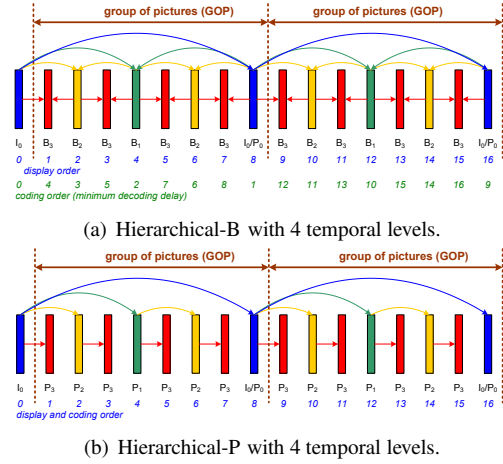 group of pictures (GOP) group of pictures (GOP)
I0 B3 B2 B3 B1 B3 B2 B3 I0/P0 B3 B2 B3 B1 B3 B2 B3 I0/P0
0 1 2 3 4 5 6 7 8 9 10 11 12 13 14 15 16
display order
0 4 3 5 2 7 6 8 1 12 11 13 10 15 14 16 9
coding order (minimum decoding delay)
(a) Hierarchical-B with 4 temporal levels.
group of pictures (GOP) group of pictures (GOP)
I0 P3 P2 P3 P1 P3 P2 P3 I0/P0 P3 P2 P3 P1 P3 P2 P3 I0/P0
0 1 2 3 4 5 6 7 8 9 10 11 12 13 14 15 16
display and coding order
(b) Hierarchical-P with 4 temporal levels.